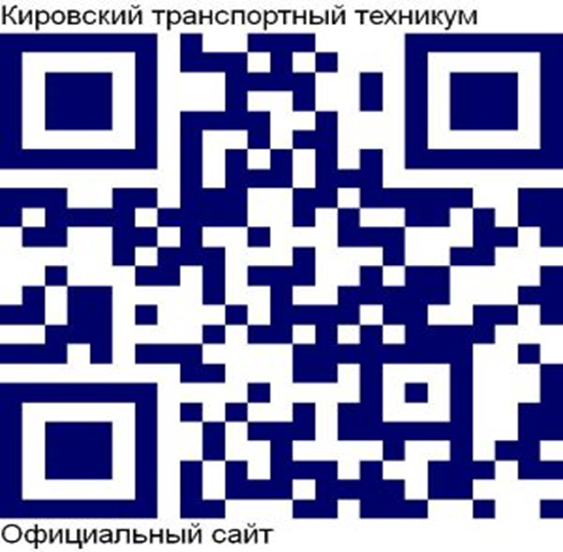 Кировский транспортный техникум
Официальный сайт